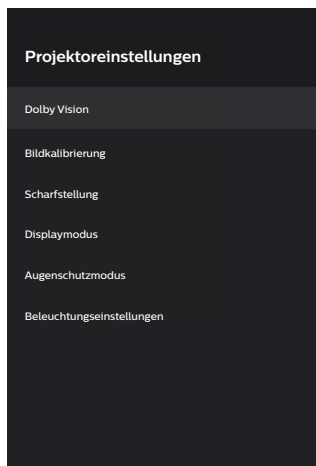 Projektoreinstellungen
Dolby Vision
Bildkalibrierung
Scharfstellung
Displaymodus
Augenschutzmodus
Beleuchtungseinstellungen